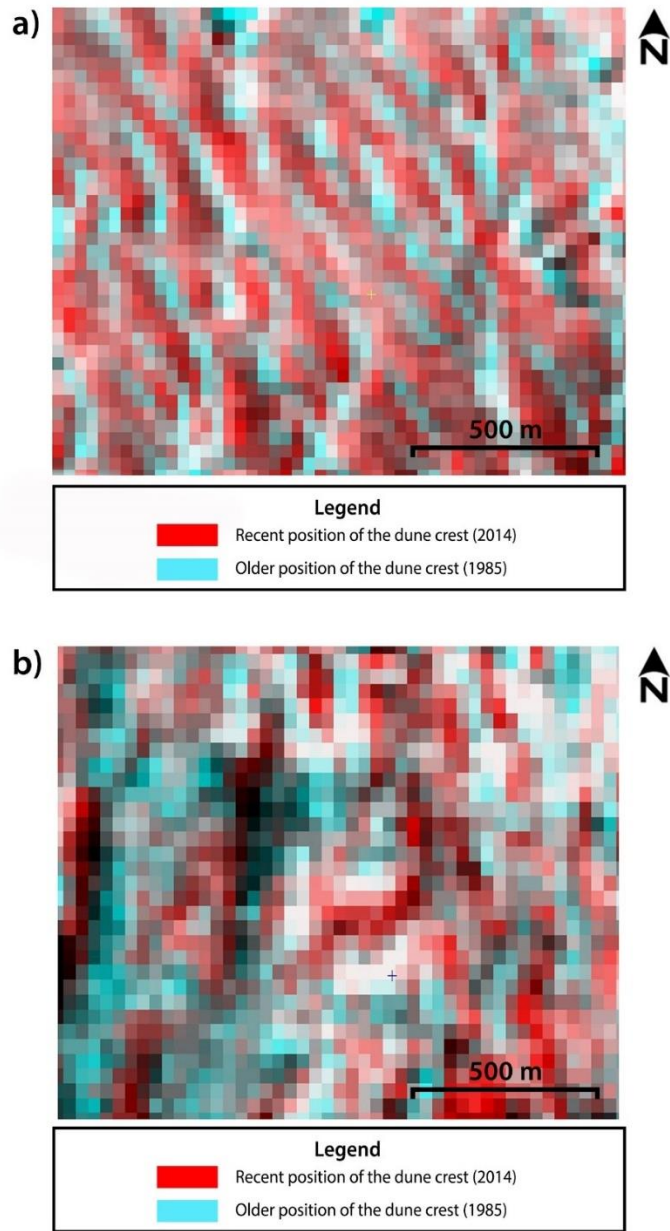 a)
N
500 m
Legend
Recent position of the dune crest (2014)
Older position of the dune crest (1985)
b)
N
500 m
Legend
Recent position of the dune crest (2014)
Older position of the dune crest (1985)